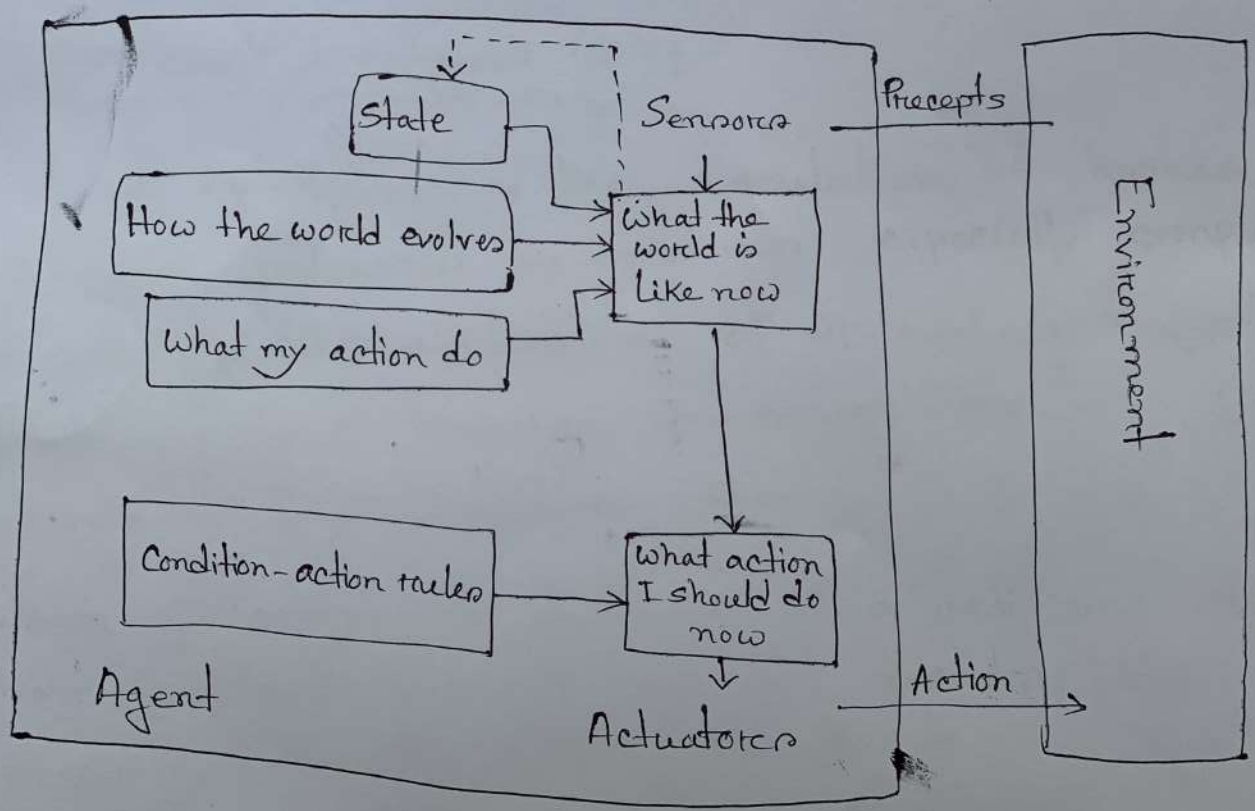 State
Sensors
Precepts
How the world evolves
What the
world is
Like now
What my action do
Environment
Condition-action rules
What action
I should do
now
Agent
Action
Actuators